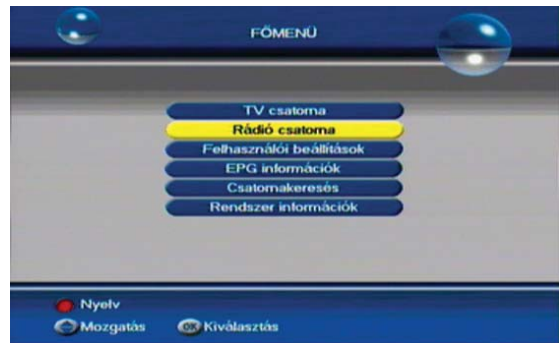 FŐMENÜ
TV csatorna
Rádió csatorna
Felhasználói beállítások
EPG információk
Csatornakeresés
Rendszer információk
Nyelv
Mozgatás OK Kiválasztás